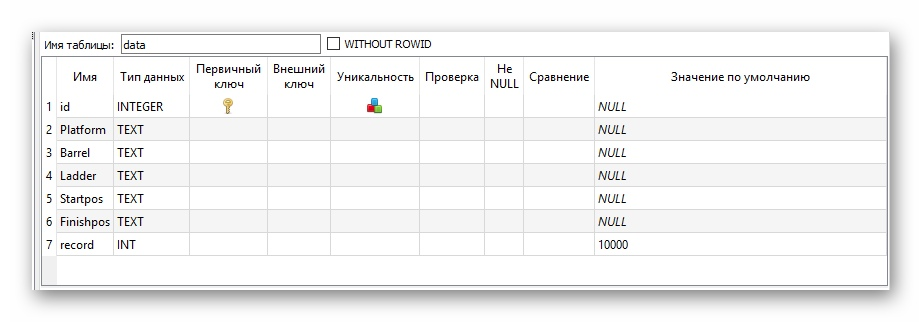 Имя таблицы: data WITHOUT ROWID
Имя Тип данных Первичный ключ Внешний ключ Уникальность Проверка Не NULL Сравнение Значение по умолчанию
1 id INTEGER NULL
2 Platform TEXT NULL
3 Barrel TEXT NULL
4 Ladder TEXT NULL
5 Startpos TEXT NULL
6 Finishpos TEXT NULL
7 record INT 10000